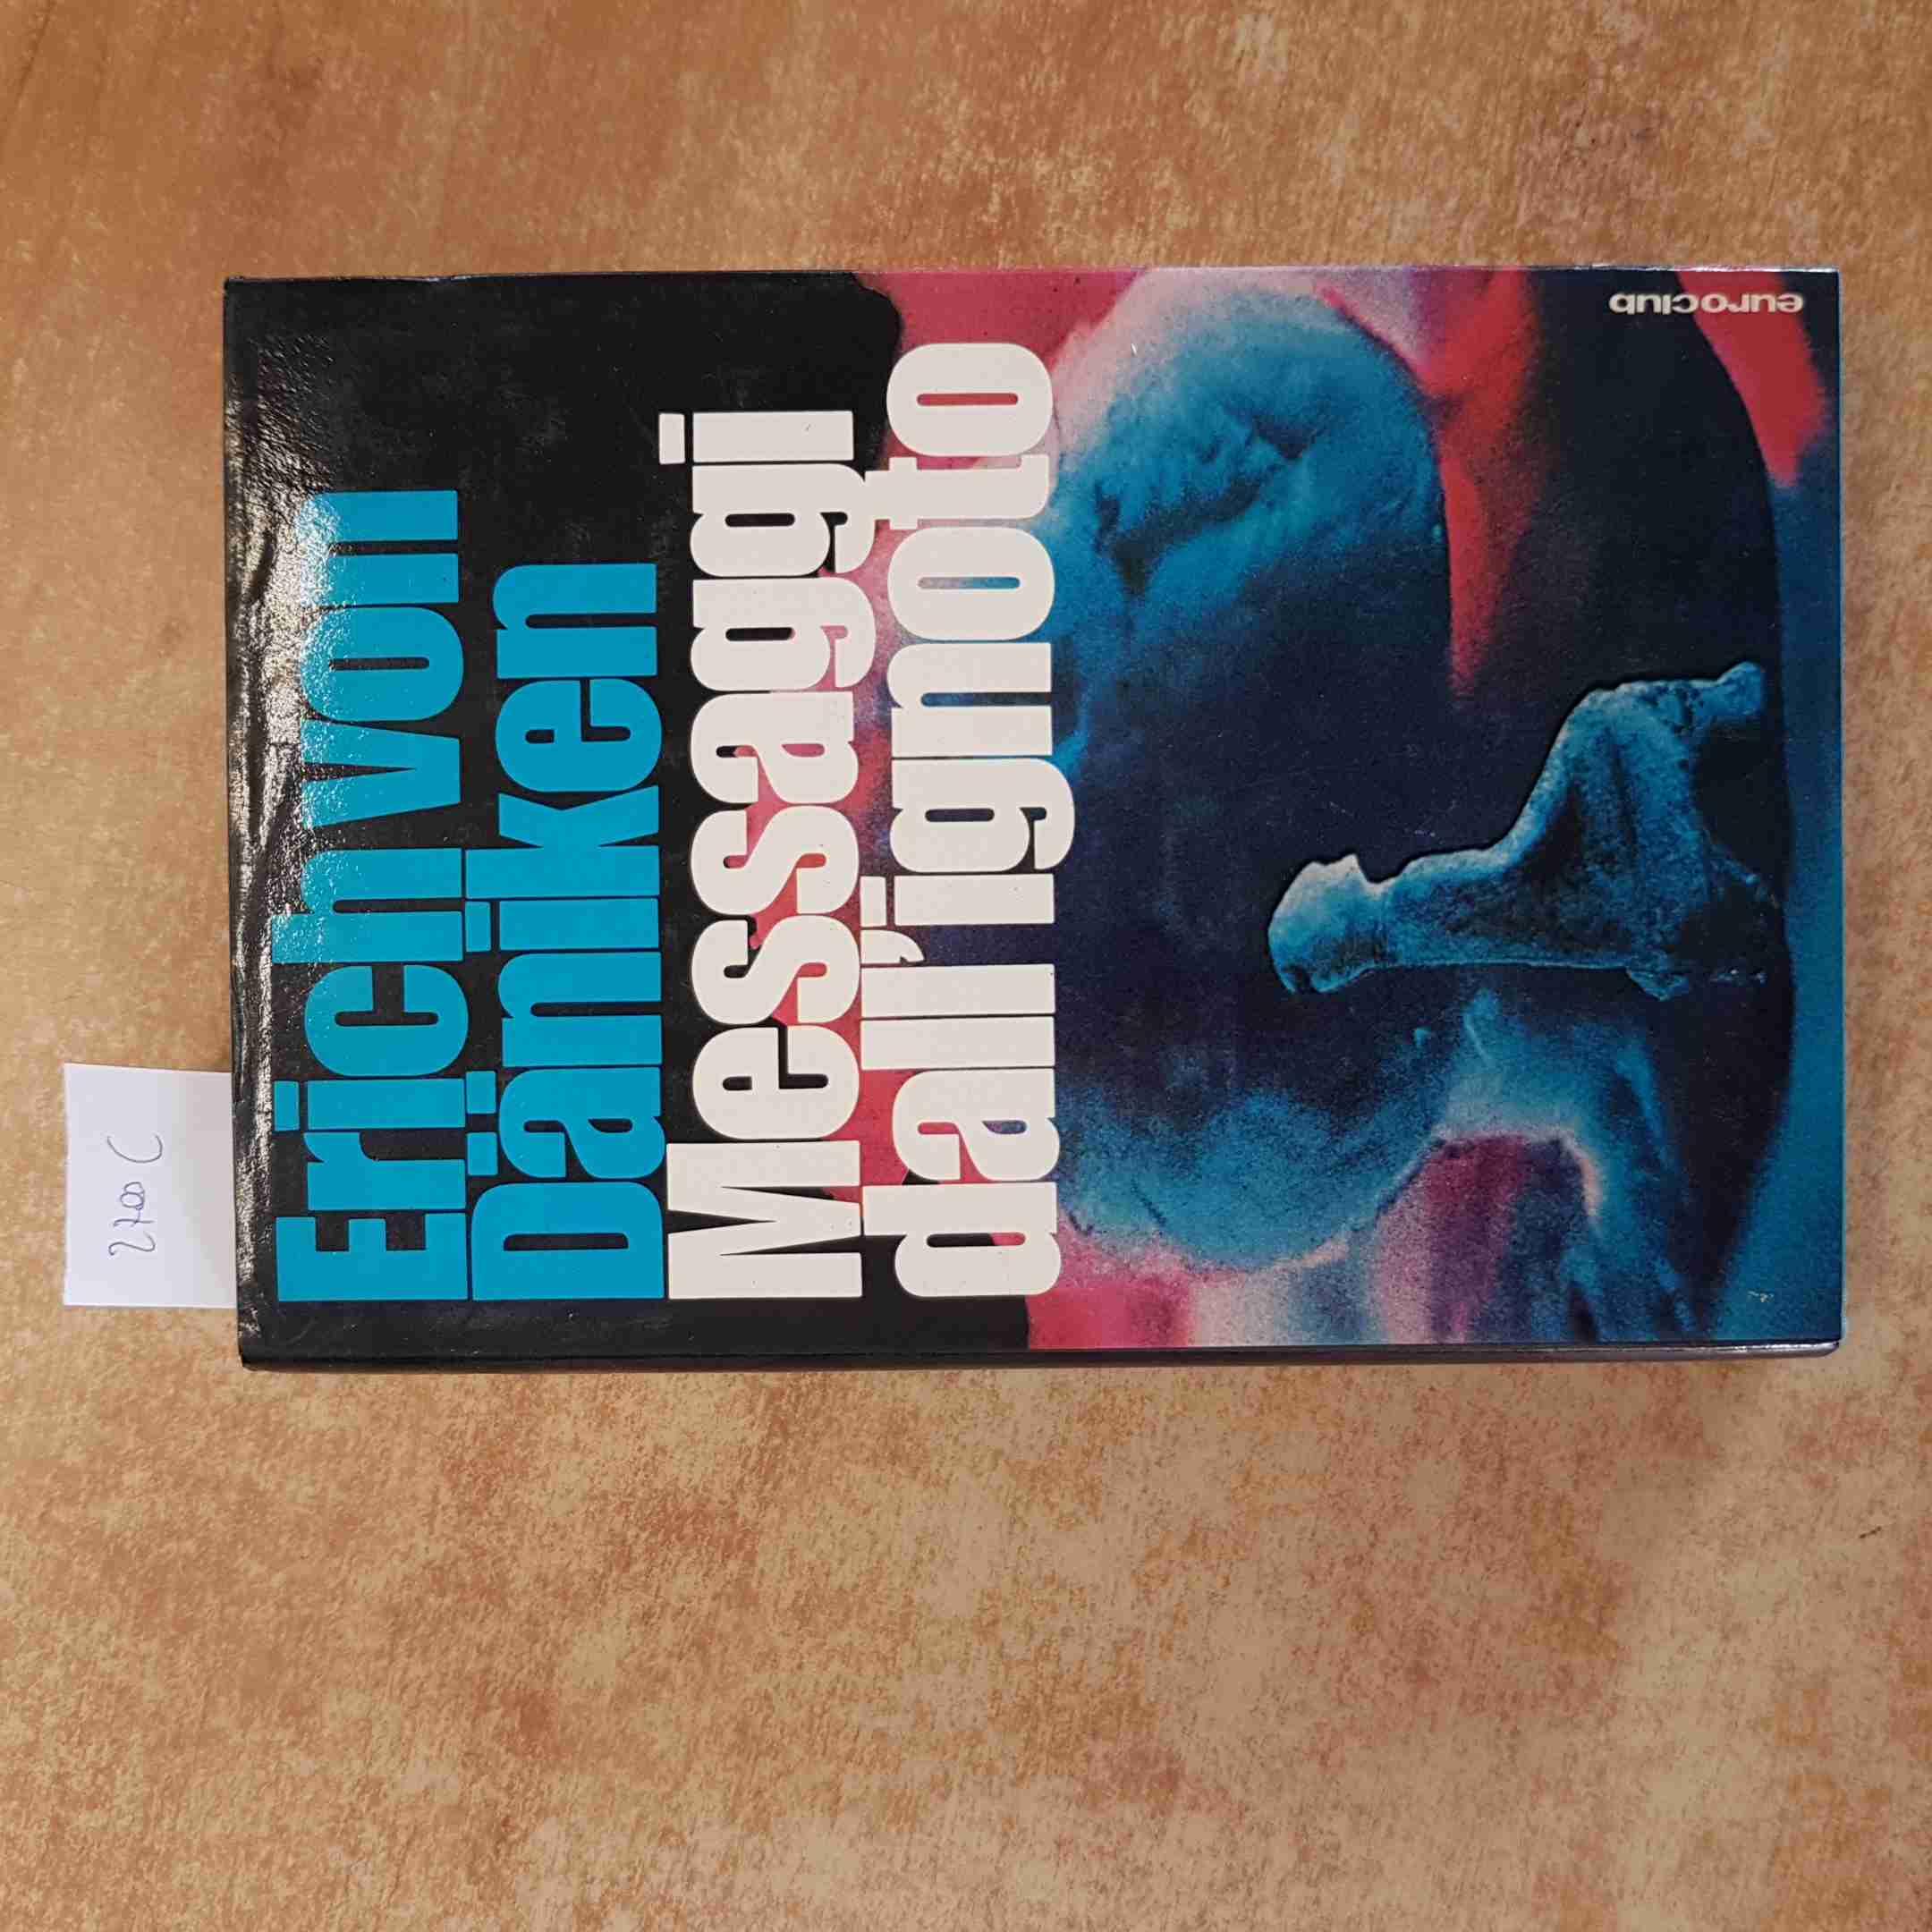 Erich von
Däniken
Messaggi
dall'ignoto
euroclub
2700 C